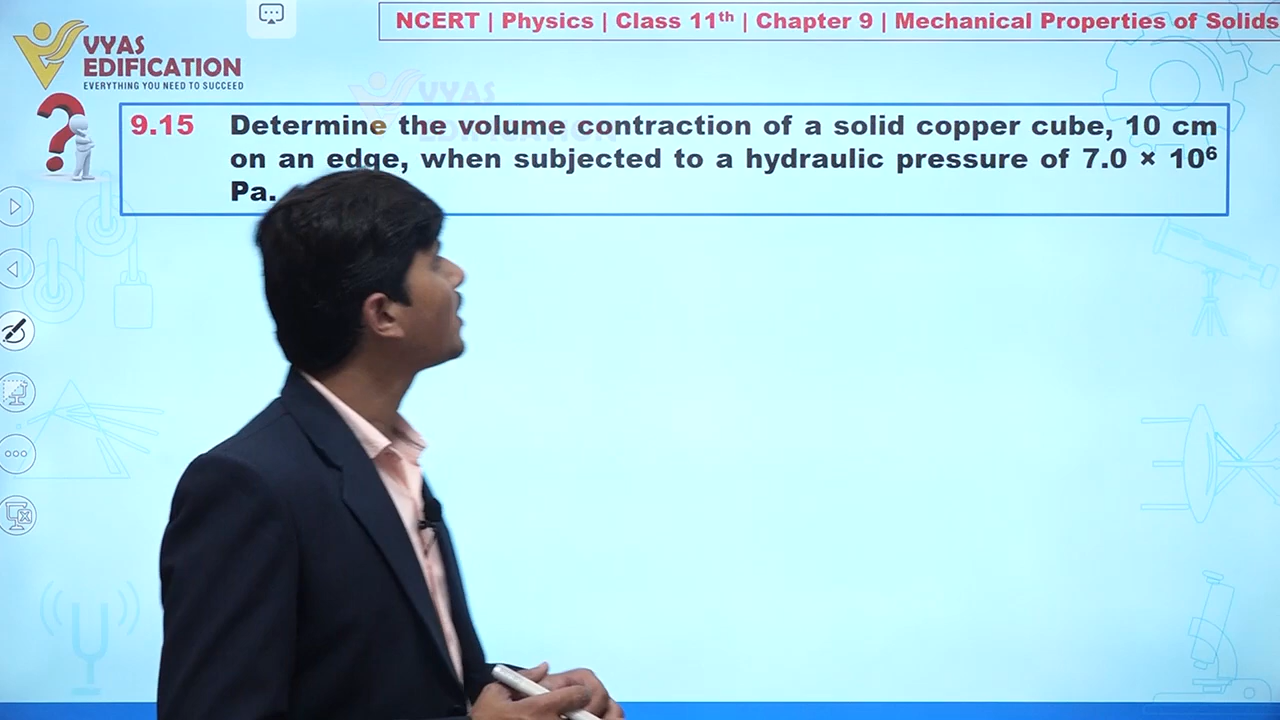 NCERT | Physics | Class 11th | Chapter 9 | Mechanical Properties of Solids
VYAS
EDIFICATION
EVERYTHING YOU NEED TO SUCCEED
VYAS
EDIFICATION
9.15 Determine the volume contraction of a solid copper cube, 10 cm
on an edge, when subjected to a hydraulic pressure of 7.0 × 10⁶
Pa.